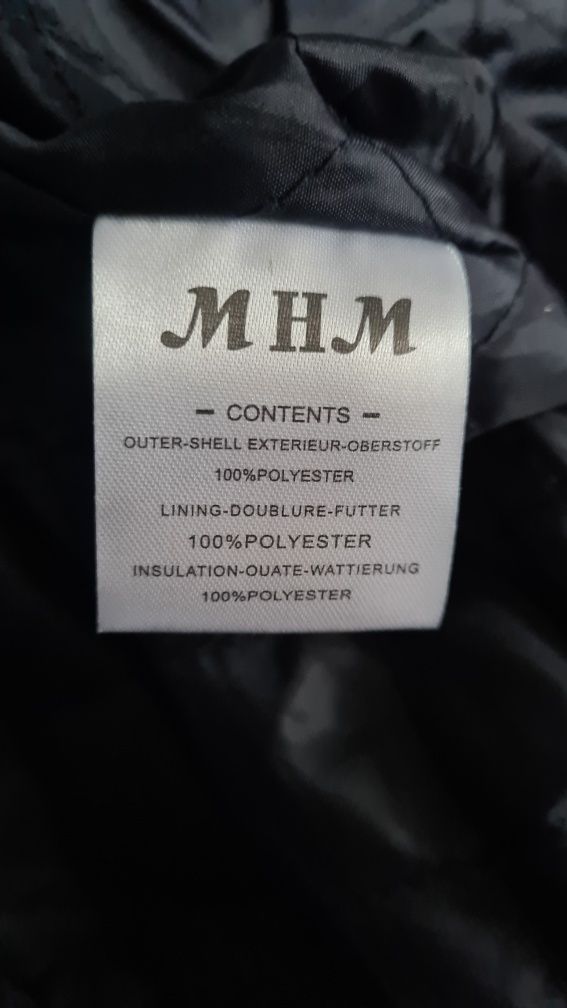 MHM
- CONTENTS -
OUTER-SHELL EXTERIEUR-OBERSTOFF
100%POLYESTER
LINING-DOUBLURE-FUTTER
100%POLYESTER
INSULATION-OUATE-WATTIERUNG
100%POLYESTER